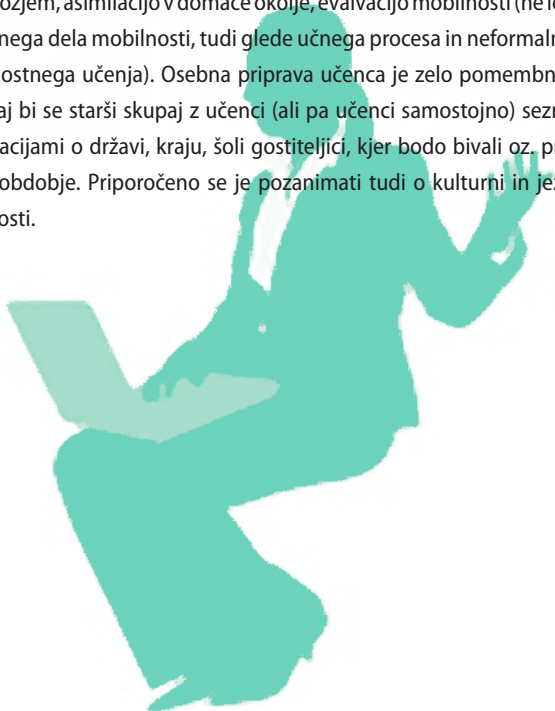 ozjem, asimilacijo v domače okolje, evalvacijo mobilnosti (ne le
nega dela mobilnosti, tudi glede učnega procesa in neformaln
ostnega učenja). Osebna priprava učenca je zelo pomembn
aj bi se starši skupaj z učenci (ali pa učenci samostojno) sezn
acijami o državi, kraju, šoli gostiteljici, kjer bodo bivali oz. pr
obdobje. Priporočeno se je pozanimati tudi o kulturni in jez
osti.